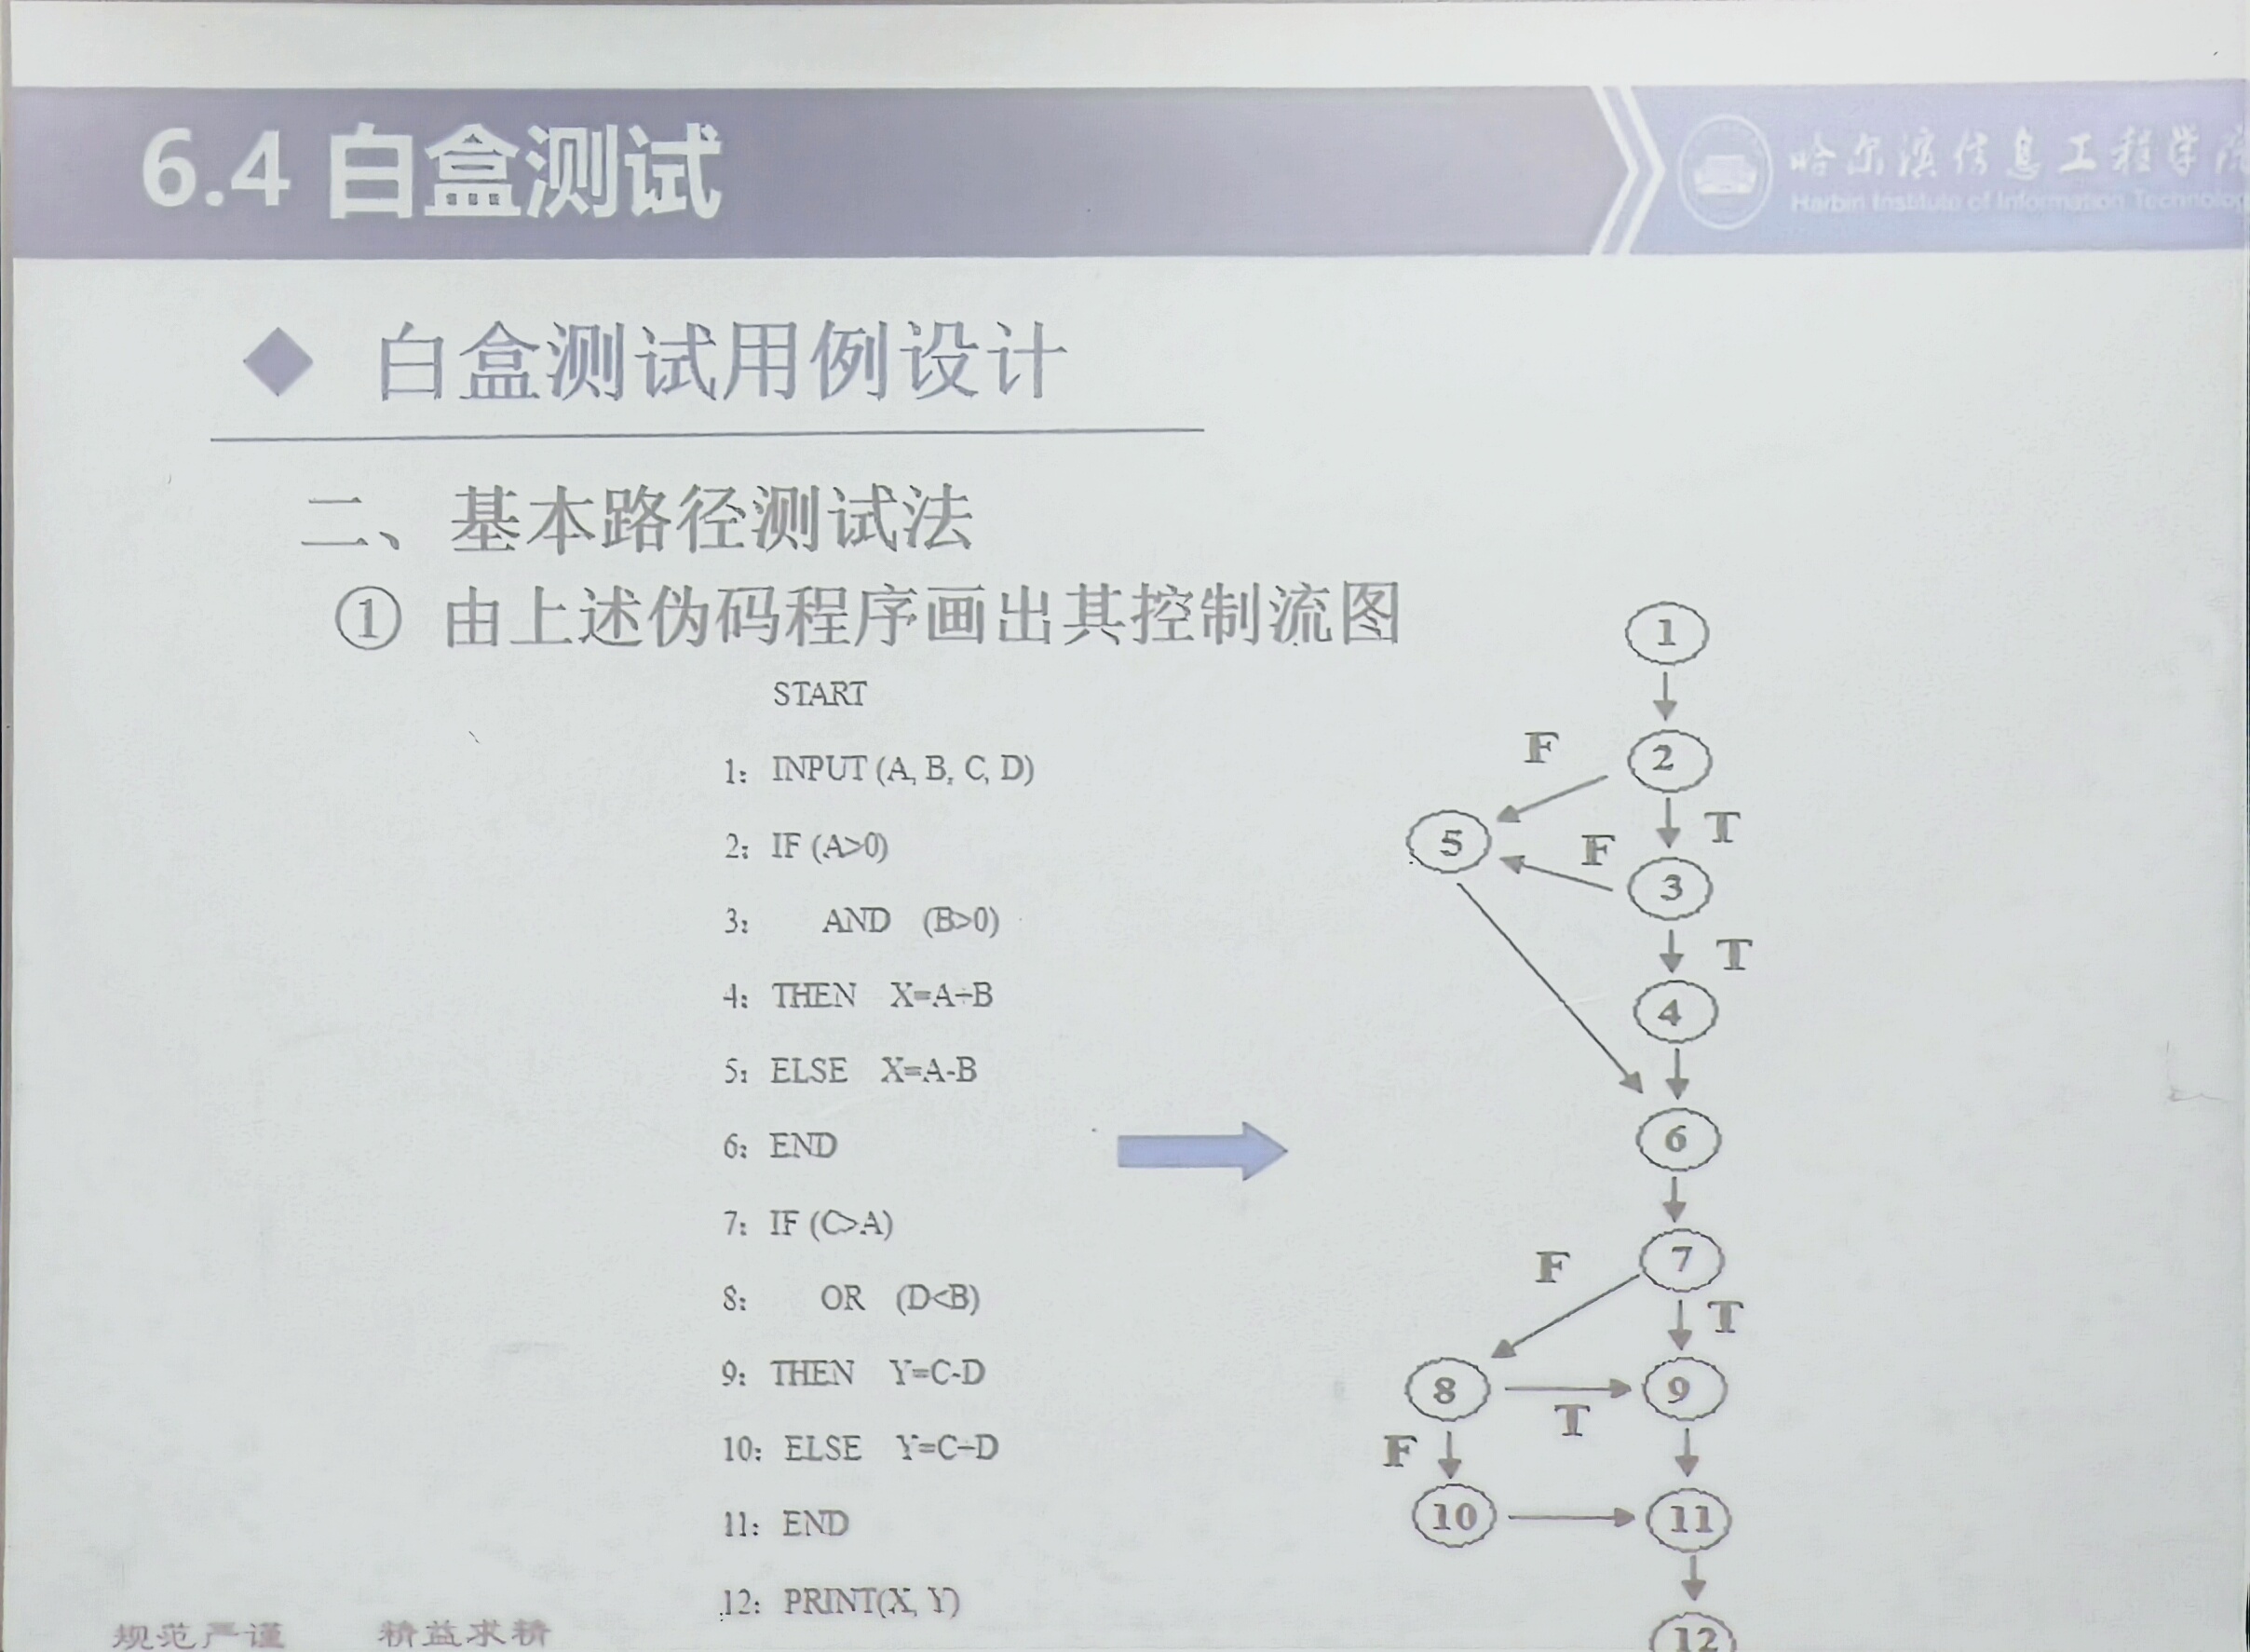 6.4 白盒测试
哈尔滨信息工程学院
Harbin Institute of Information Technology
白盒测试用例设计
二、基本路径测试法
① 由上述伪码程序画出其控制流图
START
1: INPUT (A, B, C, D)
2: IF (A>0)
3: AND (B>0)
4: THEN X=A+B
5: ELSE X=A-B
6: END
7: IF (C>A)
8: OR (D<B)
9: THEN Y=C-D
10: ELSE Y=C+D
11: END
12: PRINT(X, Y)
1
F
2
T
5
F
3
T
4
6
F
7
T
8
T
9
F
10
11
12
规范严谨 精益求精